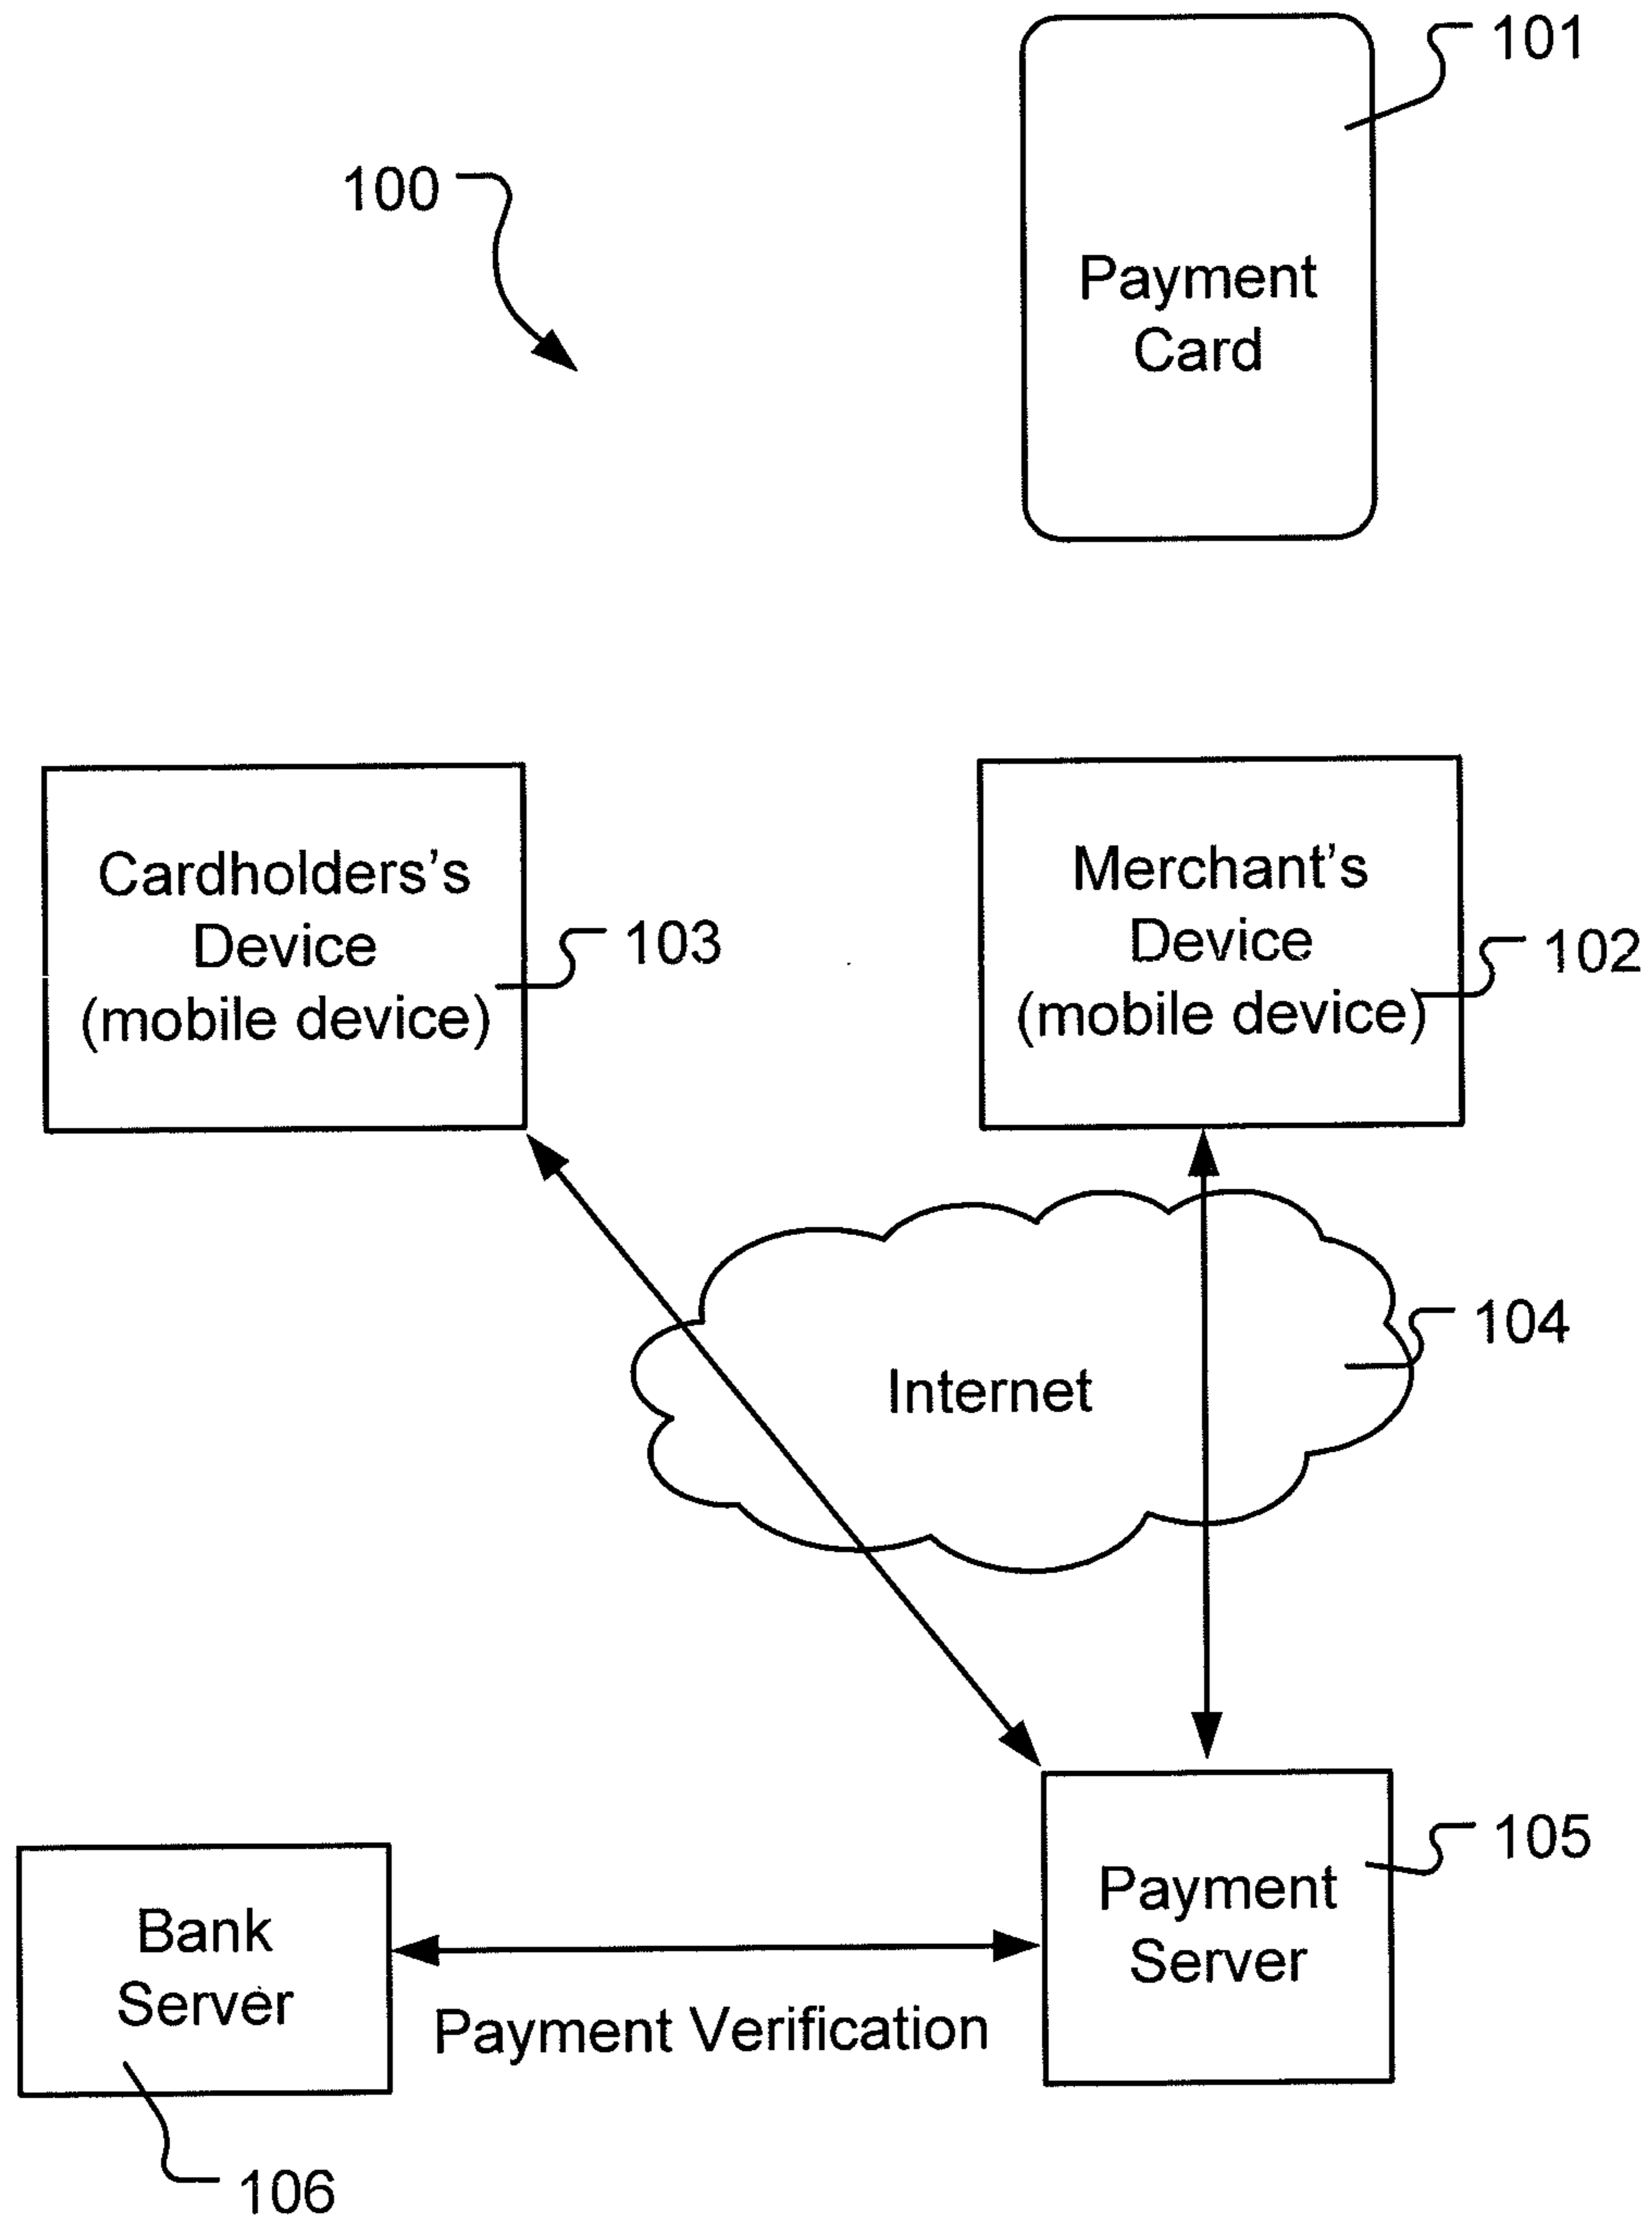 101
100
Payment
Card
Cardholders's
Device
(mobile device)
103
Merchant's
Device
(mobile device)
102
104
Internet
105
Payment
Server
Bank
Server
Payment Verification
106